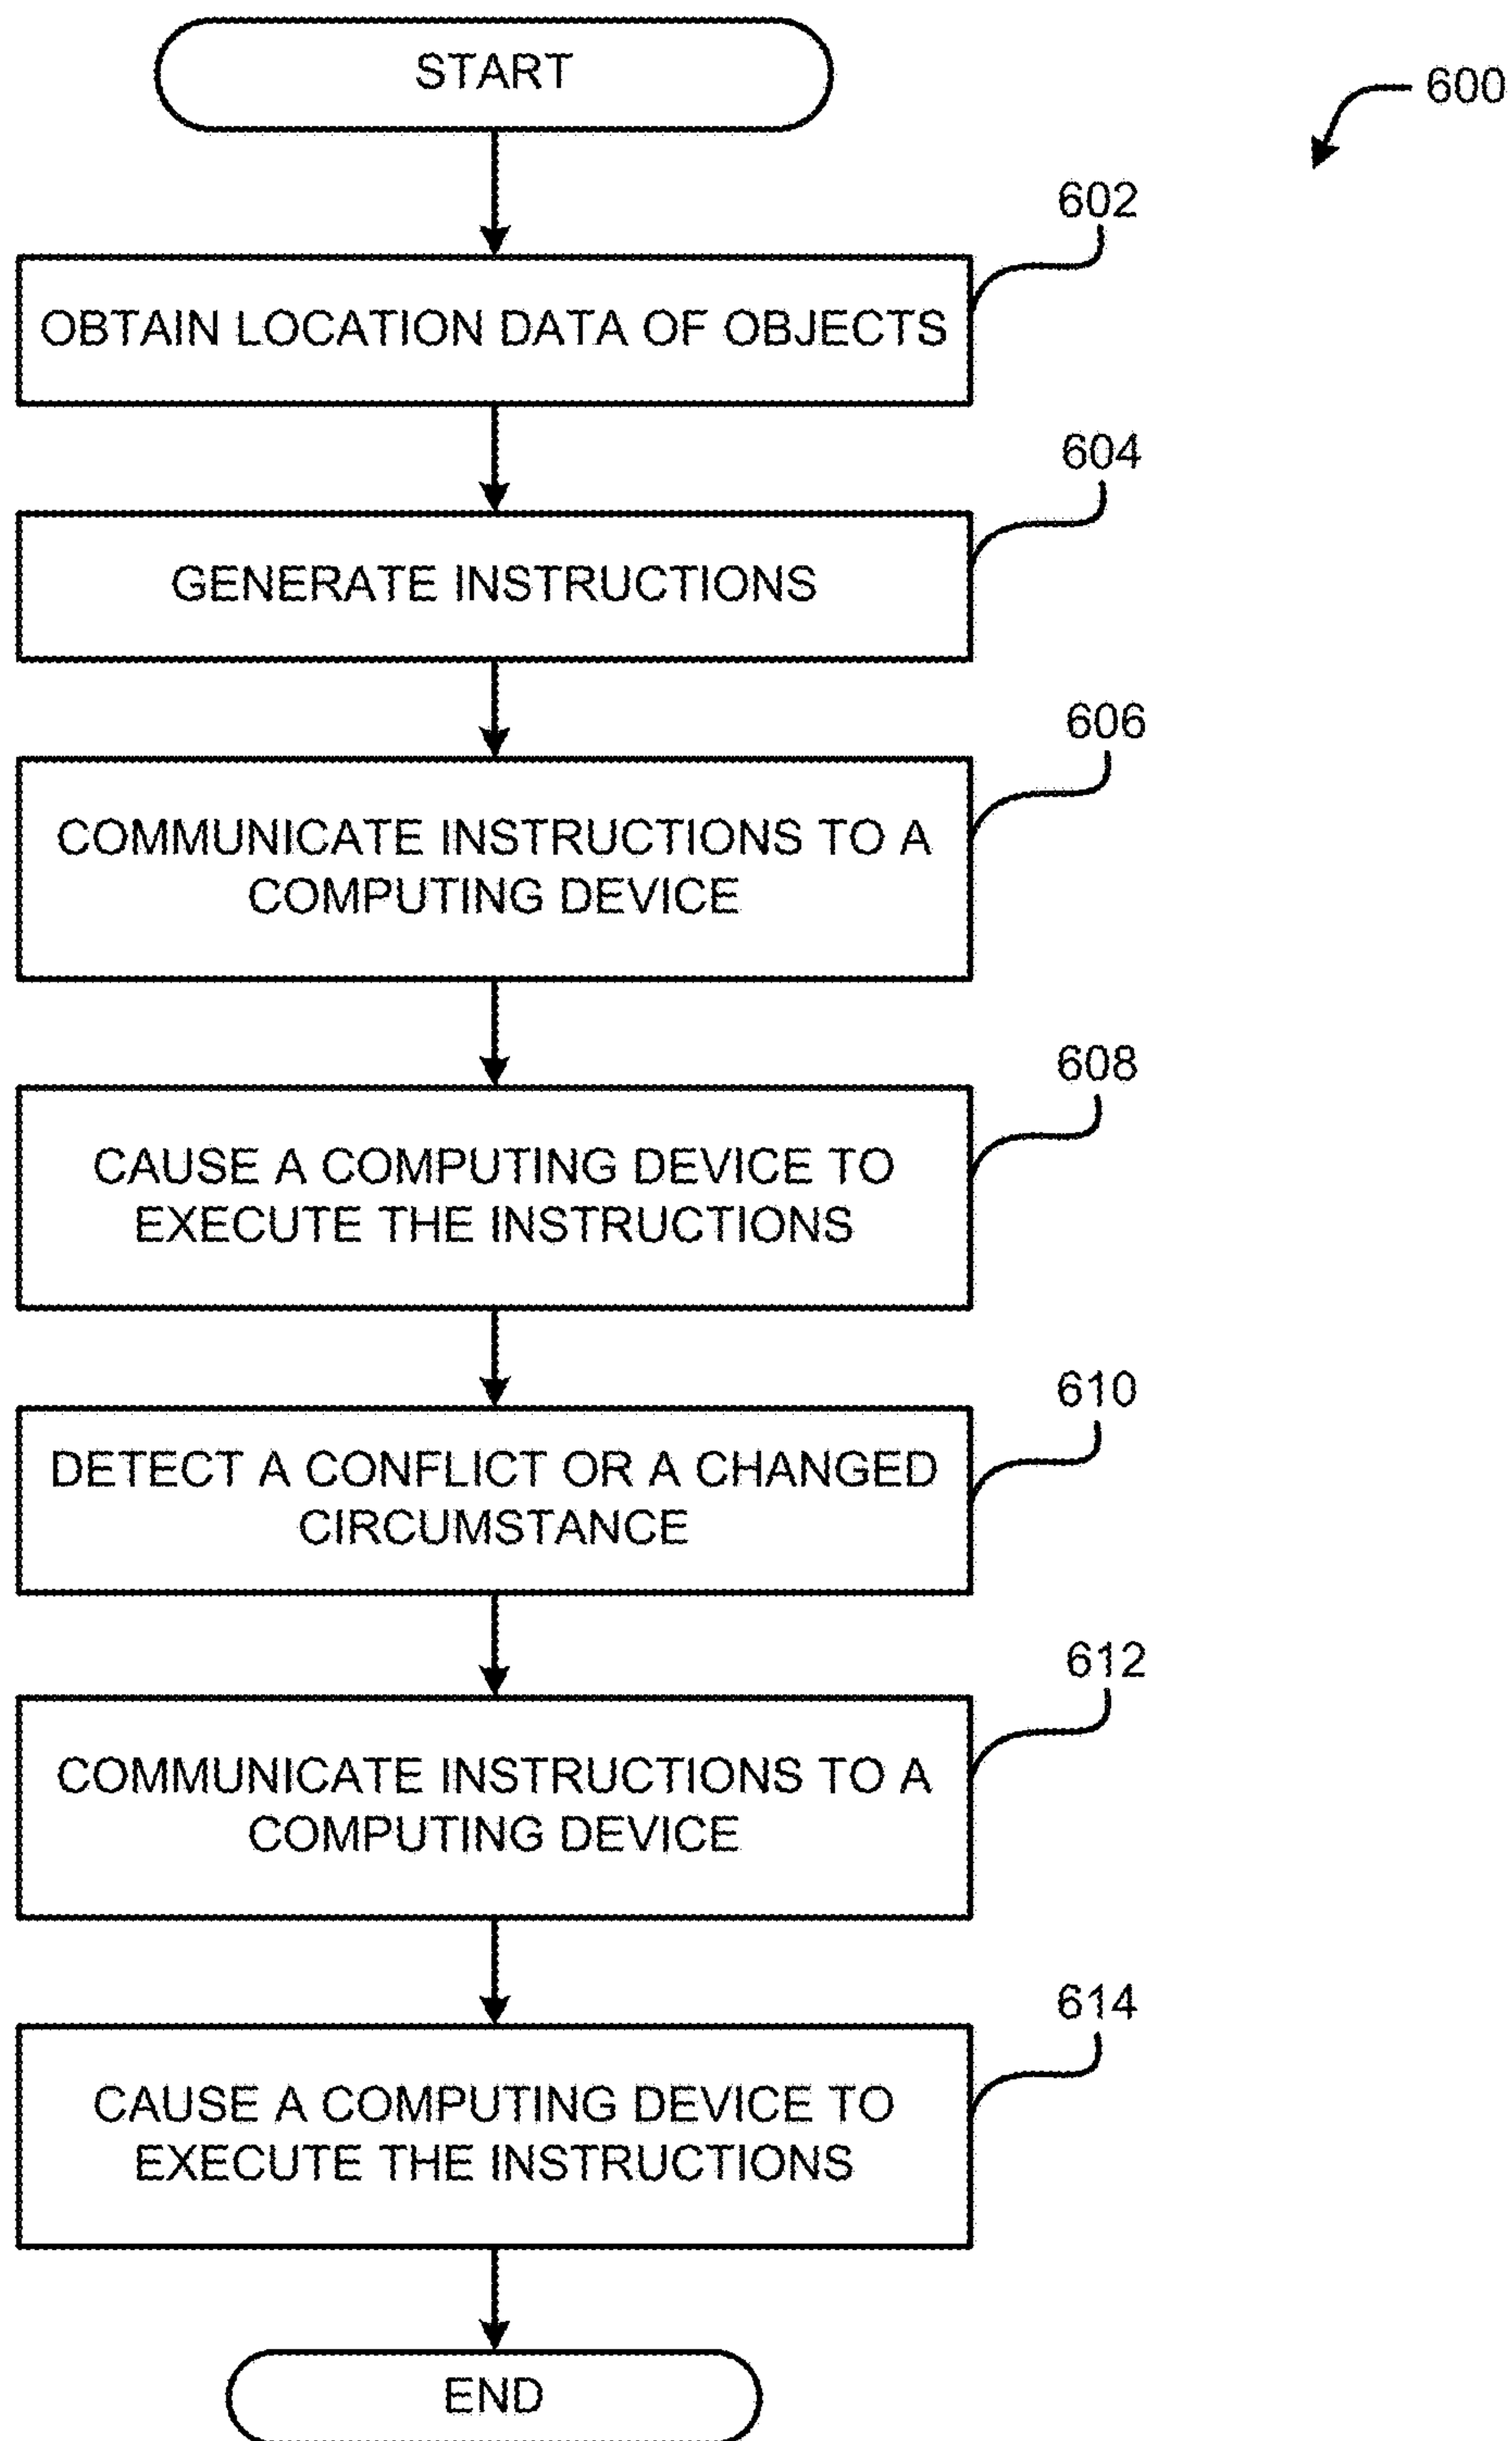 START
600
602
OBTAIN LOCATION DATA OF OBJECTS
604
GENERATE INSTRUCTIONS
606
COMMUNICATE INSTRUCTIONS TO A
COMPUTING DEVICE
608
CAUSE A COMPUTING DEVICE TO
EXECUTE THE INSTRUCTIONS
610
DETECT A CONFLICT OR A CHANGED
CIRCUMSTANCE
612
COMMUNICATE INSTRUCTIONS TO A
COMPUTING DEVICE
614
CAUSE A COMPUTING DEVICE TO
EXECUTE THE INSTRUCTIONS
END